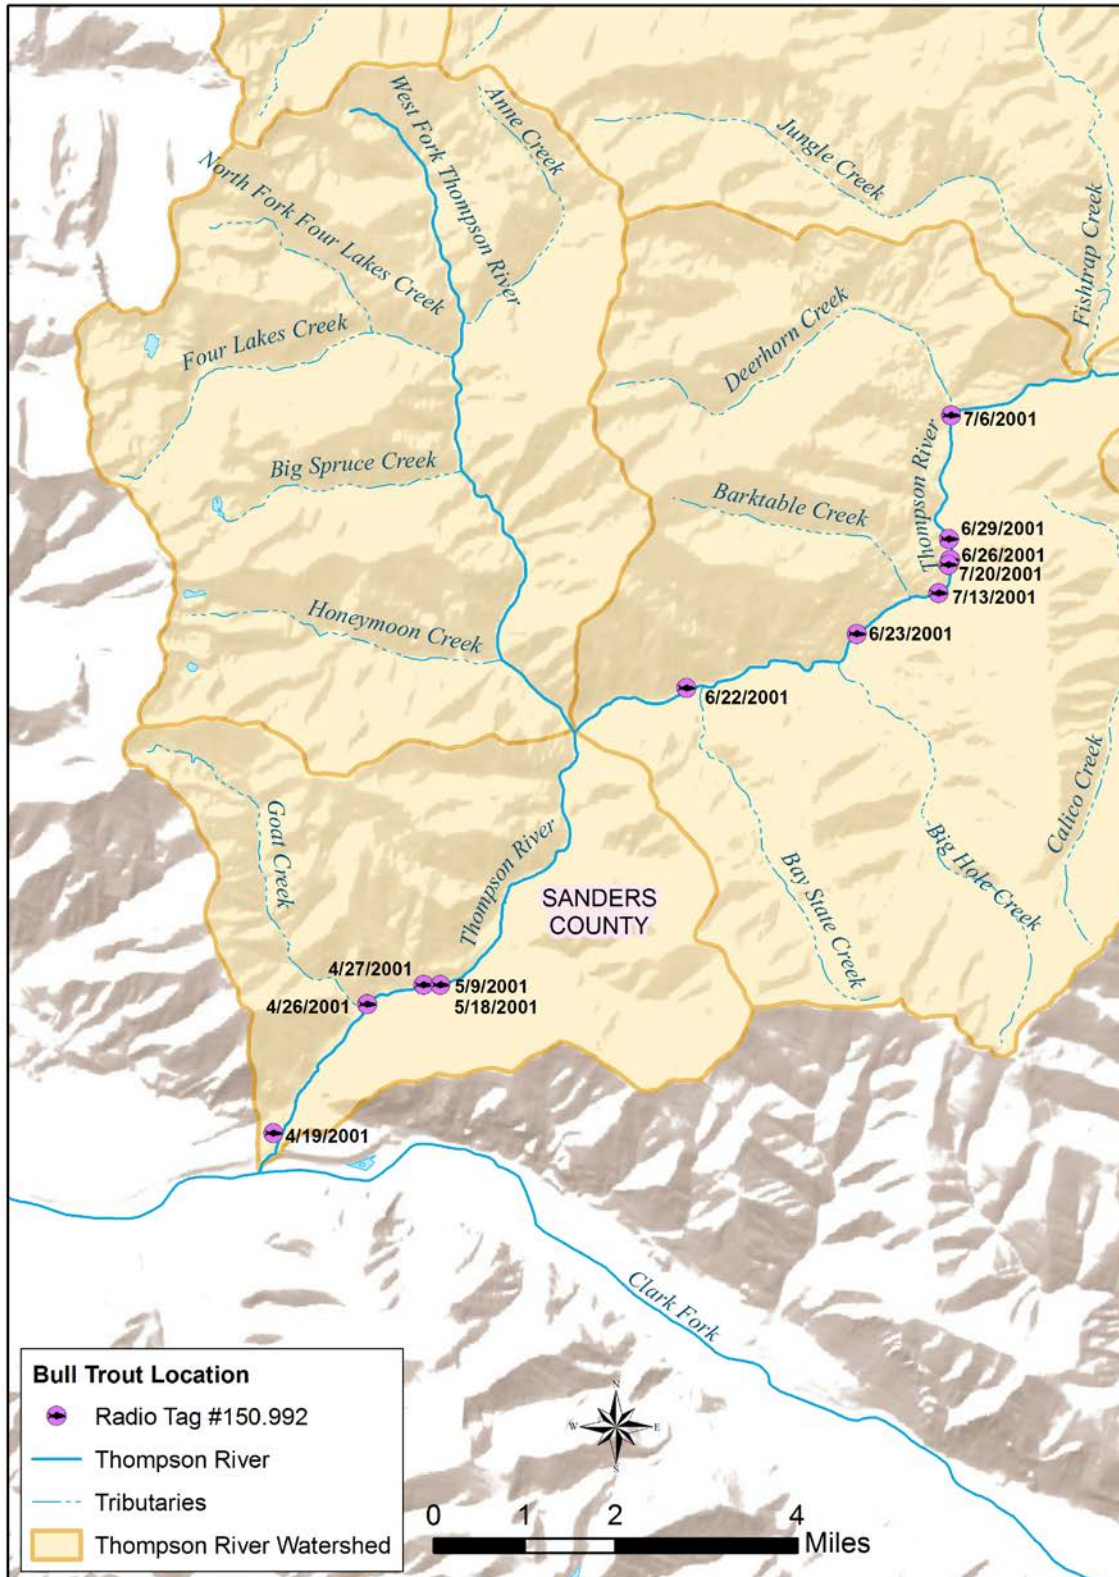 West Fork Thompson River
Anne Creek
Jungle Creek
North Fork Four Lakes Creek
Fishtrap Creek
Four Lakes Creek
Deerhorn Creek
7/6/2001
Thompson River
Big Spruce Creek
Barktable Creek
6/29/2001
6/26/2001
7/20/2001
7/13/2001
Honeymoon Creek
6/23/2001
6/22/2001
Goat Creek
Thompson River
Calico Creek
Big Hole Creek
Bay State Creek
SANDERS
COUNTY
4/27/2001
5/9/2001
4/26/2001
5/18/2001
4/19/2001
Clark Fork
Bull Trout Location
Radio Tag #150.992
Thompson River
Tributaries
Thompson River Watershed
N
W
E
S
0 1 2 4
Miles